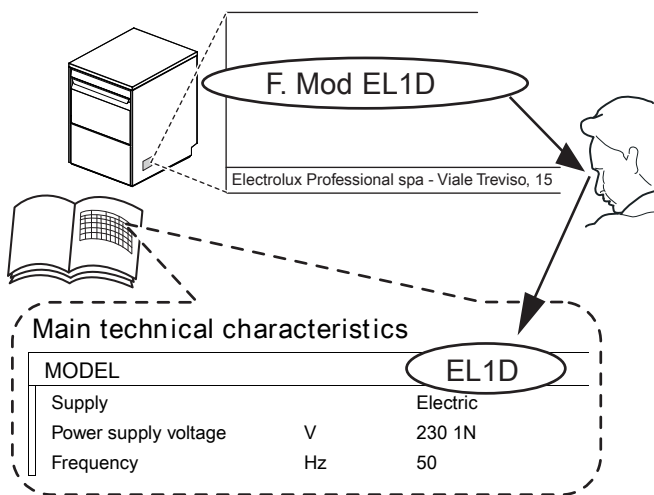 F. Mod EL1D
Electrolux Professional spa - Viale Treviso, 15
Main technical characteristics
MODEL EL1D
Supply Electric
Power supply voltage V 230 1N
Frequency Hz 50